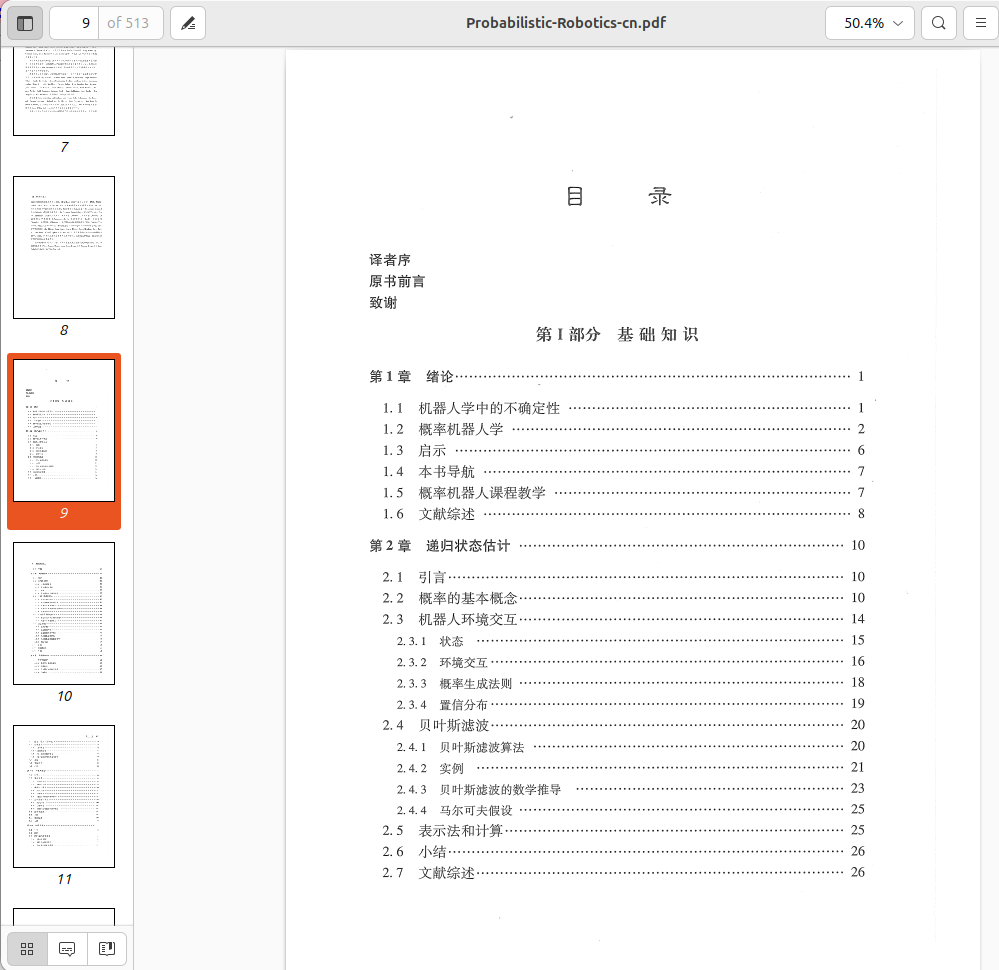 9 of 513 Probabilistic-Robotics-cn.pdf 50.4%
7
8
9
10
11
目 录
译者序
原书前言
致谢
第Ⅰ部分 基础知识
第1章 绪论 1
1.1 机器人学中的不确定性 1
1.2 概率机器人学 2
1.3 启示 6
1.4 本书导航 7
1.5 概率机器人课程教学 7
1.6 文献综述 8
第2章 递归状态估计 10
2.1 引言 10
2.2 概率的基本概念 10
2.3 机器人环境交互 14
2.3.1 状态 15
2.3.2 环境交互 16
2.3.3 概率生成法则 18
2.3.4 置信分布 19
2.4 贝叶斯滤波 20
2.4.1 贝叶斯滤波算法 20
2.4.2 实例 21
2.4.3 贝叶斯滤波的数学推导 23
2.4.4 马尔可夫假设 25
2.5 表示法和计算 25
2.6 小结 26
2.7 文献综述 26